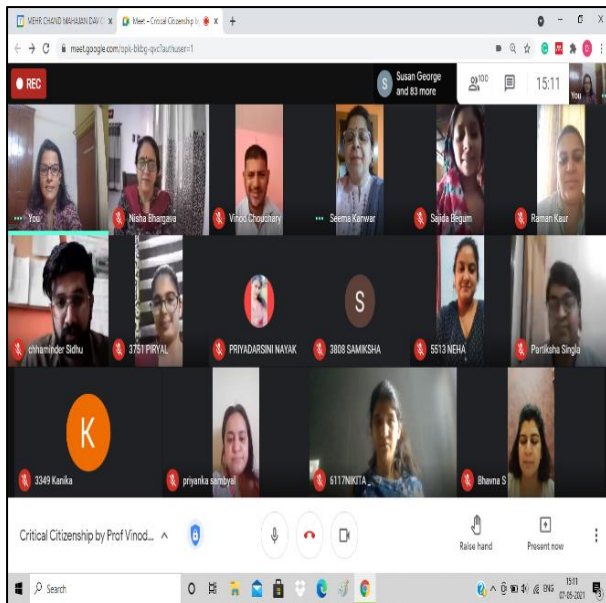 MEHR CHAND MAHAJAN DAV C
Meet – Critical Citizenship by
meet.google.com/opk-bkbg-qvc?authuser=1
REC
S
Susan George
and 83 more
100
15:11
You
You
Nisha Bhargava
Vinod Choudhary
Seema Kanwar
Sajida Begum
Raman Kaur
chhaminder Sidhu
3751 PIRYAL
PRIYADARSINI NAYAK
S
3808 SAMIKSHA
5513 NEHA
Partiksha Singla
K
3349 Kanika
priyanka sambyal
6117NIKITA_
Bhavna S
Critical Citizenship by Prof Vinod...
Raise hand
Present now
Search
ENG
15:11
07-05-2021